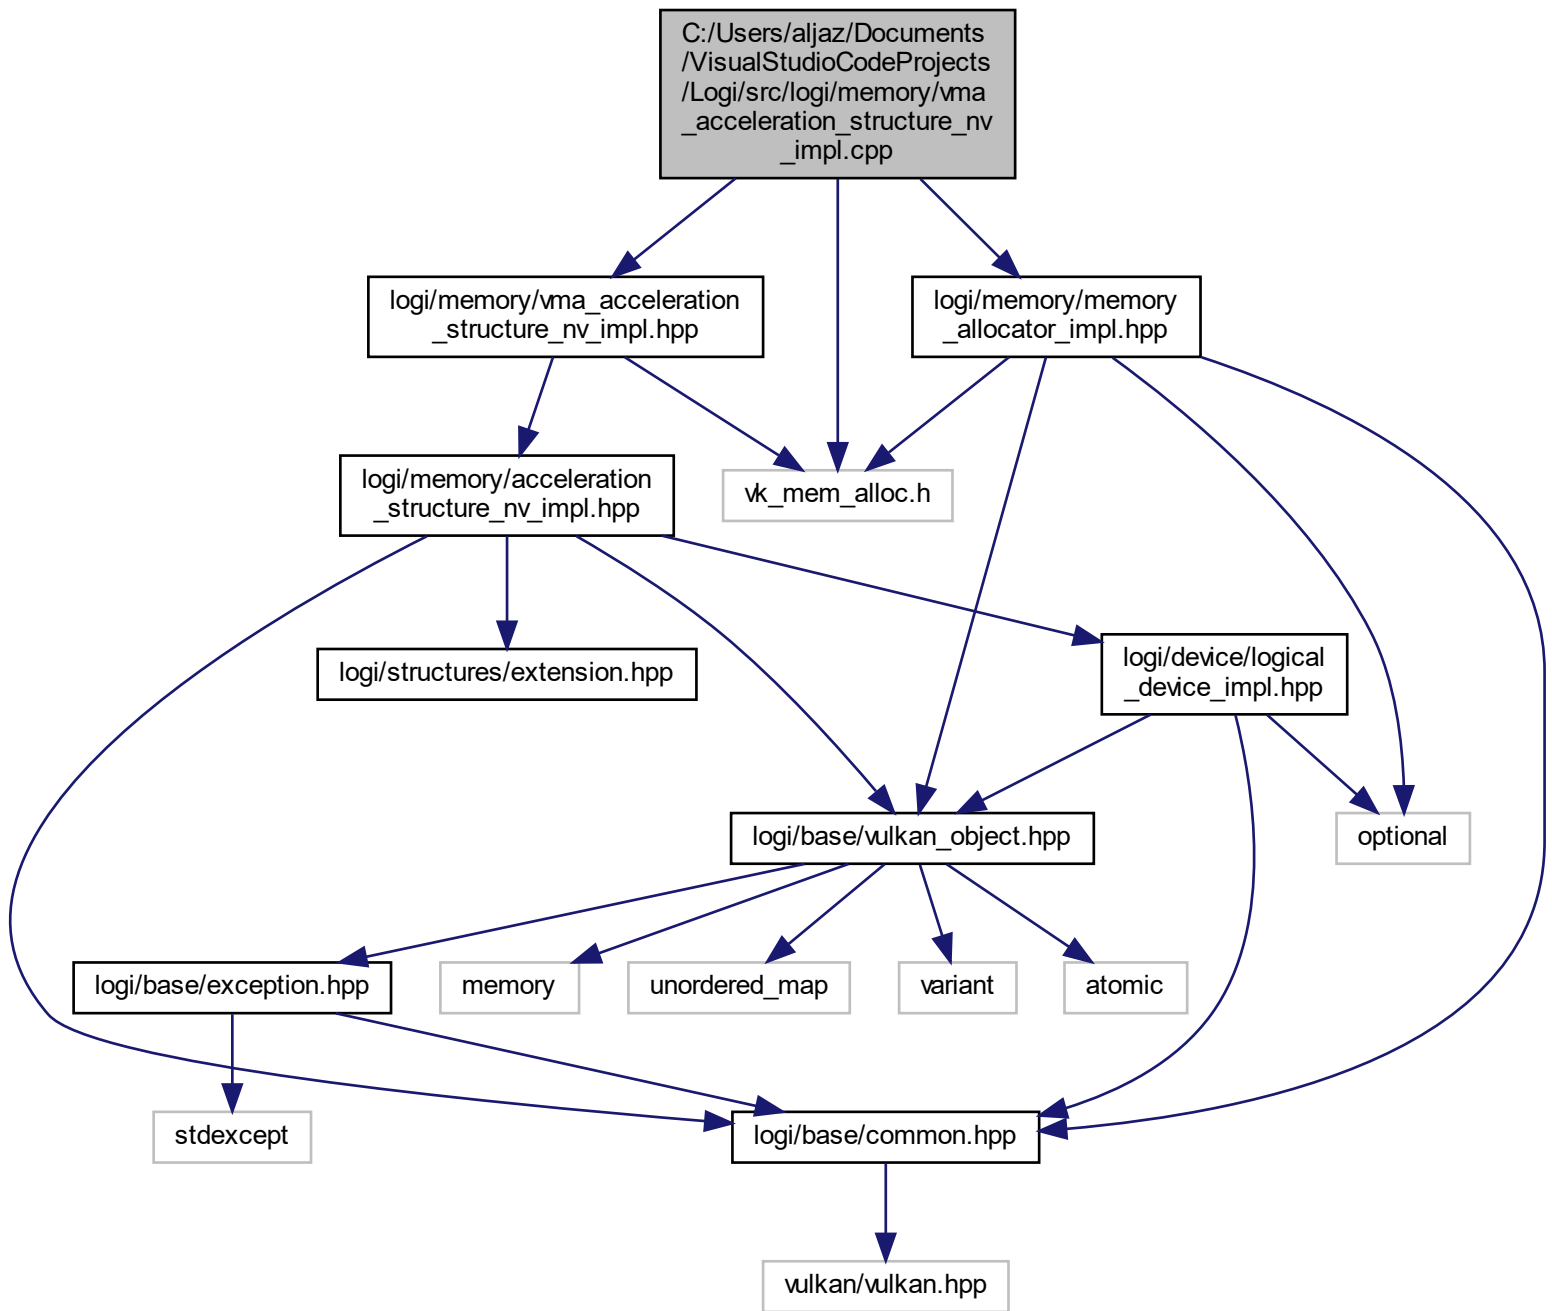 C:/Users/aljaz/Documents
/VisualStudioCodeProjects
/Logi/src/logi/memory/vma
_acceleration_structure_nv
_impl.cpp
logi/memory/vma_acceleration
_structure_nv_impl.hpp
logi/memory/memory
_allocator_impl.hpp
logi/memory/acceleration
_structure_nv_impl.hpp
vk_mem_alloc.h
logi/structures/extension.hpp
logi/device/logical
_device_impl.hpp
logi/base/vulkan_object.hpp
optional
logi/base/exception.hpp
memory
unordered_map
variant
atomic
stdexcept
logi/base/common.hpp
vulkan/vulkan.hpp